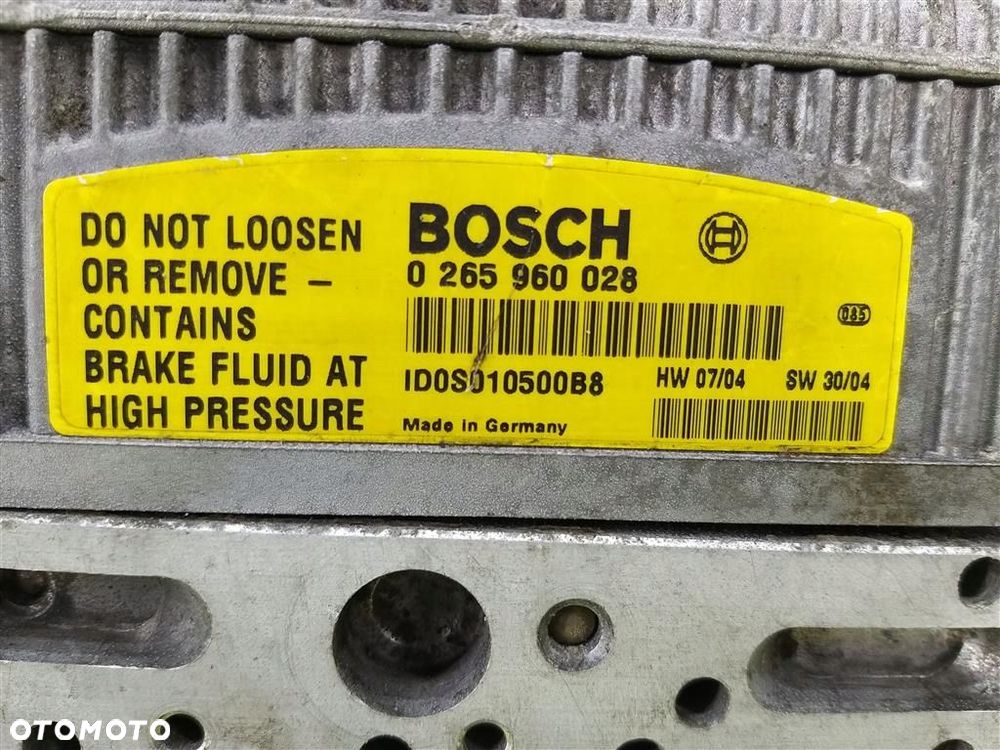 DO NOT LOOSEN
OR REMOVE –
CONTAINS
BRAKE FLUID AT
HIGH PRESSURE
BOSCH
0 265 960 028
085
ID0S010500B8
HW 07/04 SW 30/04
Made in Germany
OTOMOTO